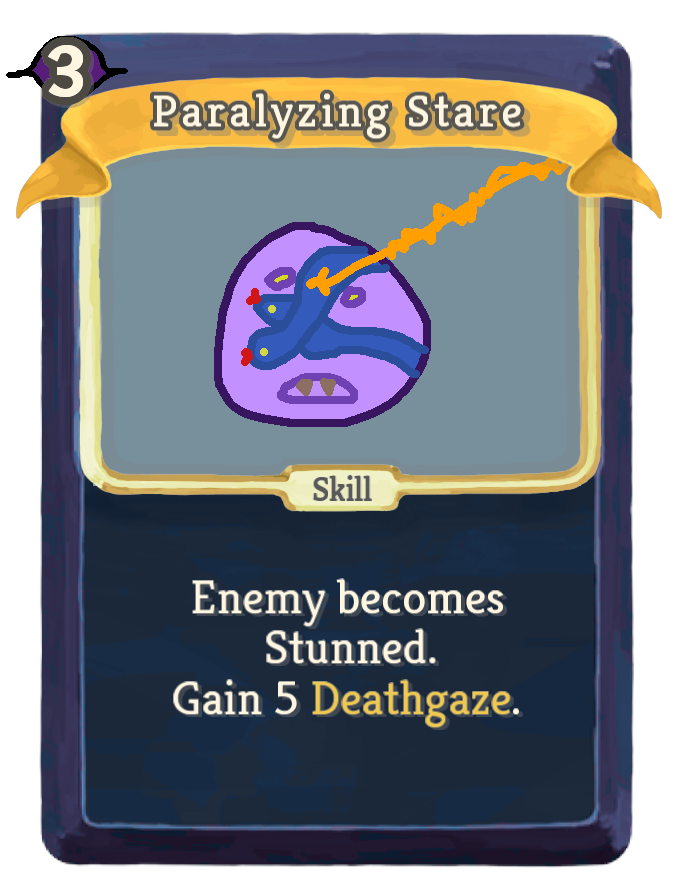 3
Paralyzing Stare
Skill
Enemy becomes
Stunned.
Gain 5 Deathgaze.